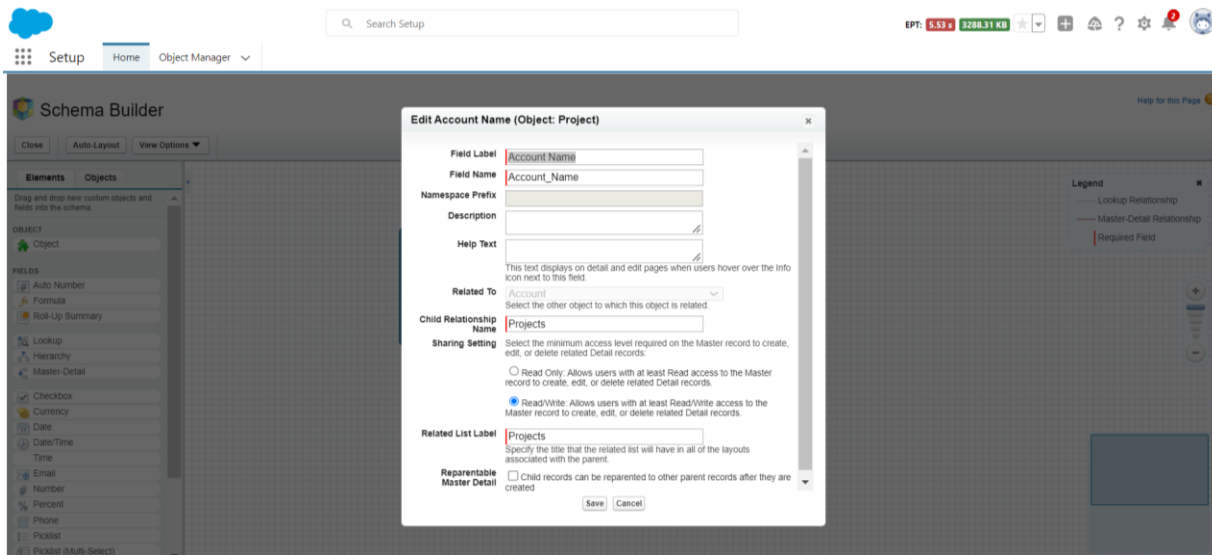 Search Setup
EPT: 5.53 s 3288.31 KB
2
Setup
Home
Object Manager
Schema Builder
Help for this Page
Close
Auto-Layout
View Options
Elements
Objects
Drag and drop new custom objects and
fields into the schema.
OBJECT
Object
FIELDS
Auto Number
Formula
Roll-Up Summary
Lookup
Hierarchy
Master-Detail
Checkbox
Currency
Date
Date/Time
Time
Email
Number
Percent
Phone
Picklist
Picklist (Multi-Select)
Edit Account Name (Object: Project)
Field Label Account Name
Field Name Account_Name
Namespace Prefix
Description
Help Text
This text displays on detail and edit pages when users hover over the Info
icon next to this field.
Related To Account
Select the other object to which this object is related.
Child Relationship
Name Projects
Sharing Setting Select the minimum access level required on the Master record to create,
edit, or delete related Detail records:
Read Only: Allows users with at least Read access to the Master
record to create, edit, or delete related Detail records.
Read/Write: Allows users with at least Read/Write access to the
Master record to create, edit, or delete related Detail records.
Related List Label Projects
Specify the title that the related list will have in all of the layouts
associated with the parent.
Reparentable
Master Detail Child records can be reparented to other parent records after they are
created
Save
Cancel
Legend
Lookup Relationship
Master-Detail Relationship
Required Field